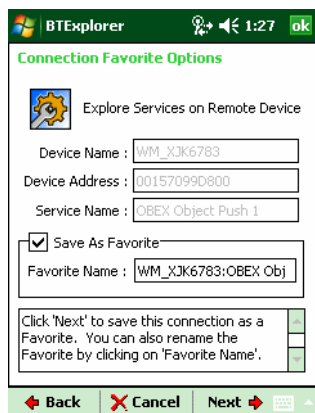 BTExplorer 1:27 ok
Connection Favorite Options
Explore Services on Remote Device
Device Name : WM_XJK6783
Device Address : 00157099D800
Service Name : OBEX Object Push 1
Save As Favorite
Favorite Name : WM_XJK6783:OBEX Obj
Click 'Next' to save this connection as a
Favorite. You can also rename the
Favorite by clicking on 'Favorite Name'.
Back Cancel Next